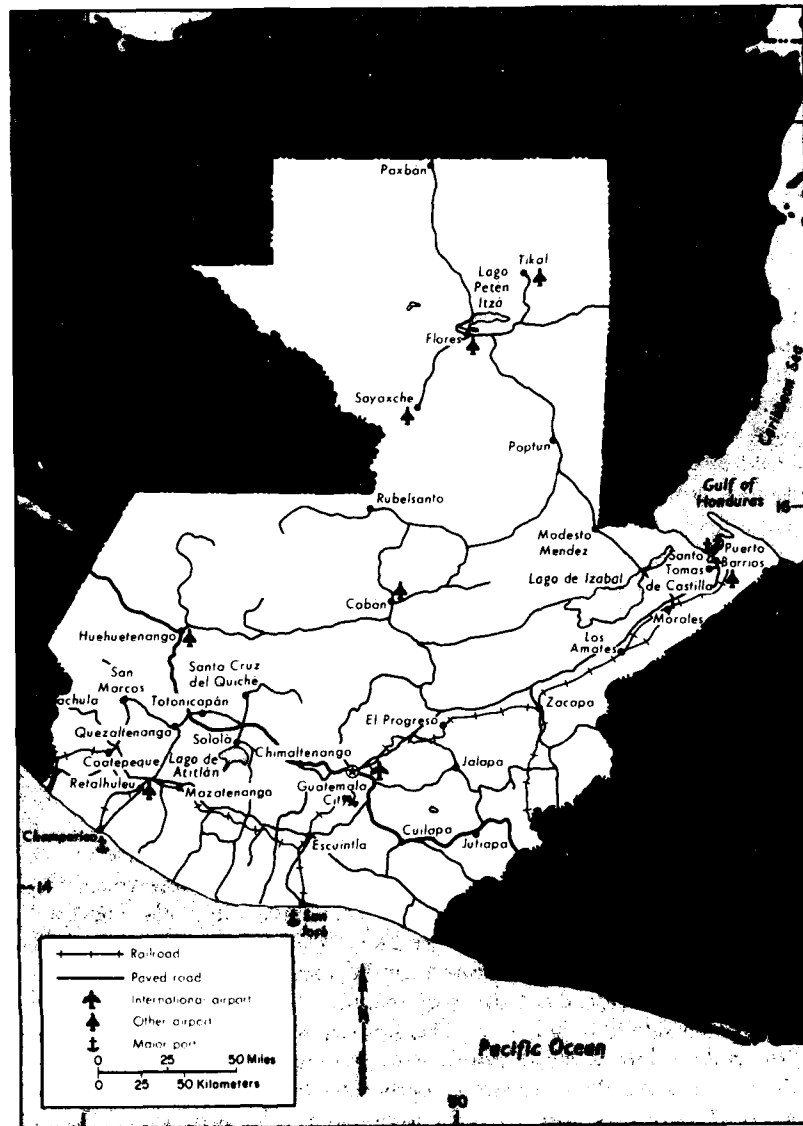 Paxbán
Tikal
Lago
Petén
Itzá
Flores
Sayaxche
Caribbean Sea
Poptun
Gulf of
Honduras
16
Rubelsanto
Modesto
Mendez
Santo
Tomas
de Castilla
Puerto
Barrios
Lago de Izabal
Cobán
Morales
Huehuetenango
Los
Amates
Santa Cruz
del Quiché
San
Marcos
Totonicapán
Zacapa
achula
El Progreso
Quezaltenango
Sololá
Chimaltenango
Coatepeque
Lago de
Atitlán
Jalapa
Retalhuleu
Mazatenango
Guatemala
City
Champerico
Cuilapa
Escuintla
Jutiapa
14
San
José
Railroad
Paved road
International airport
Other airport
Major port
0 25 50 Miles
0 25 50 Kilometers
N
Pacific Ocean
90